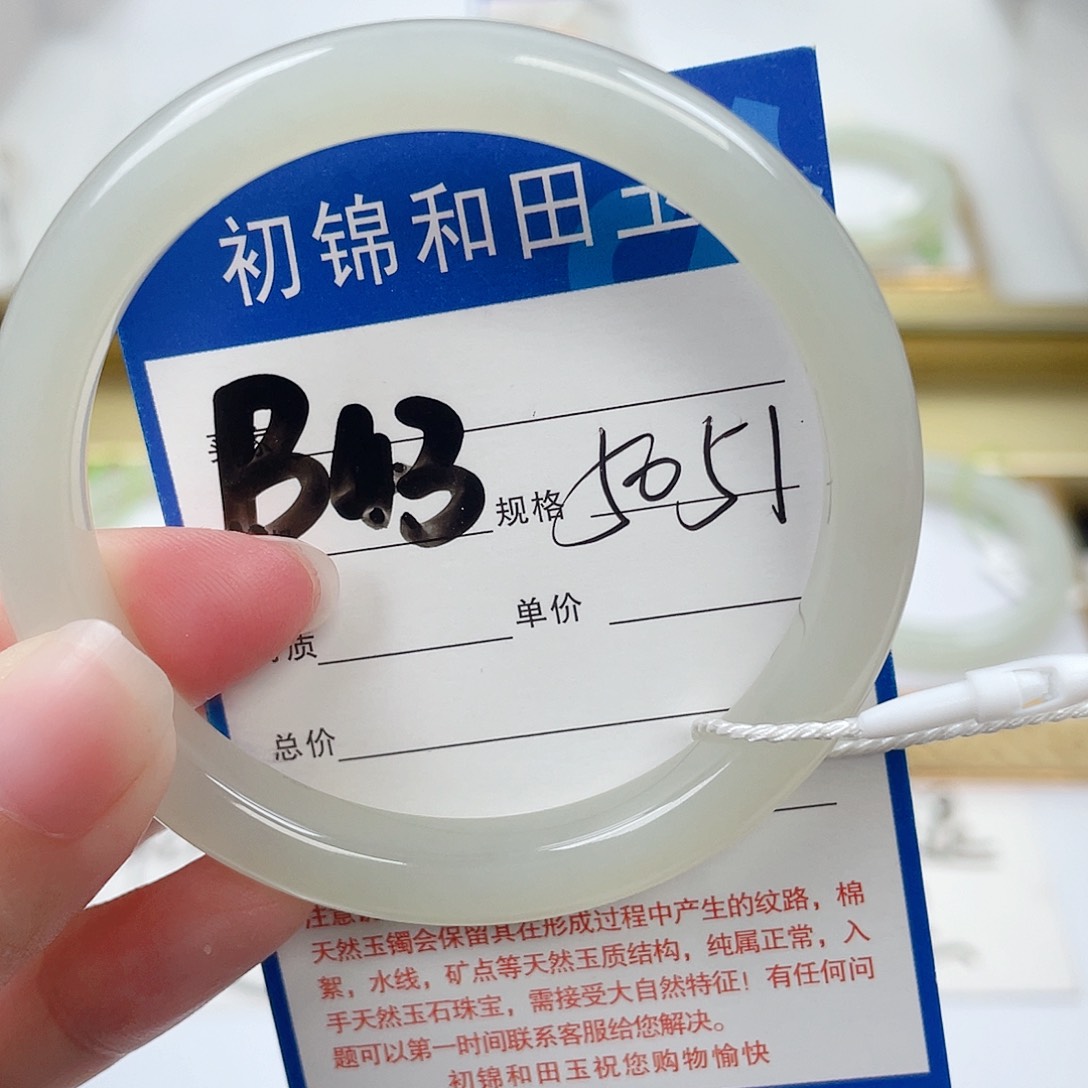 初锦和田玉
B43 规格 5051
质 单价
总价
注意
天然玉镯会保留其在形成过程中产生的纹路，棉
絮，水线，矿点等天然玉质结构，纯属正常，入
手天然玉石珠宝，需接受大自然特征！有任何问
题可以第一时间联系客服给您解决。
初锦和田玉祝您购物愉快